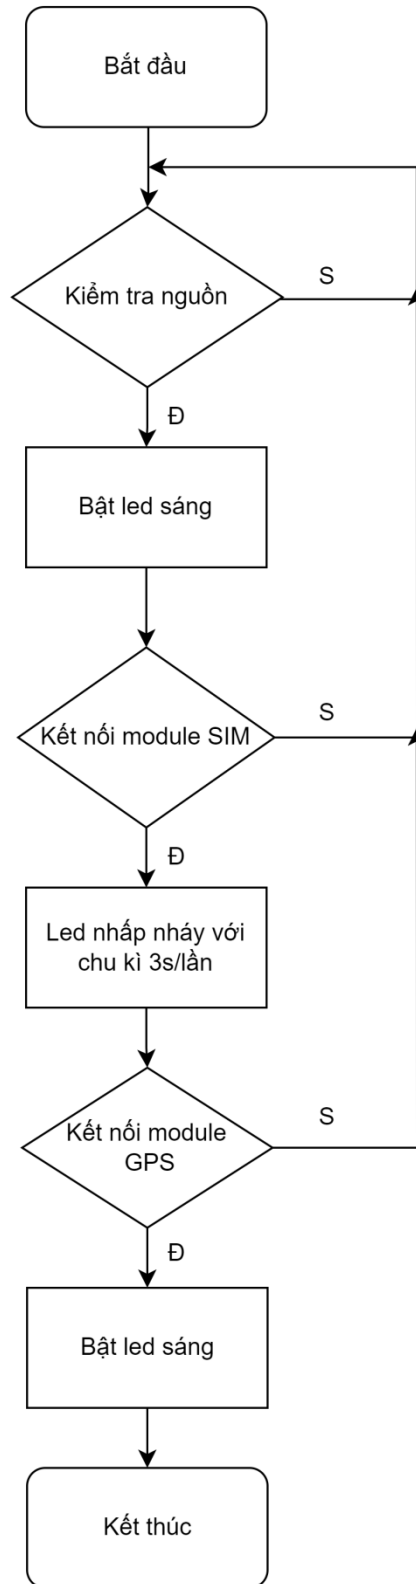 Bắt đầu
Kiểm tra nguồn
S
Đ
Bật led sáng
Kết nối module SIM
S
Đ
Led nhấp nháy với
chu kì 3s/lần
Kết nối module
GPS
S
Đ
Bật led sáng
Kết thúc